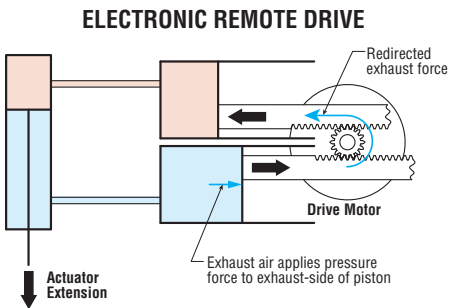 ELECTRONIC REMOTE DRIVE
Redirected
exhaust force
Drive Motor
Exhaust air applies pressure
force to exhaust-side of piston
Actuator
Extension